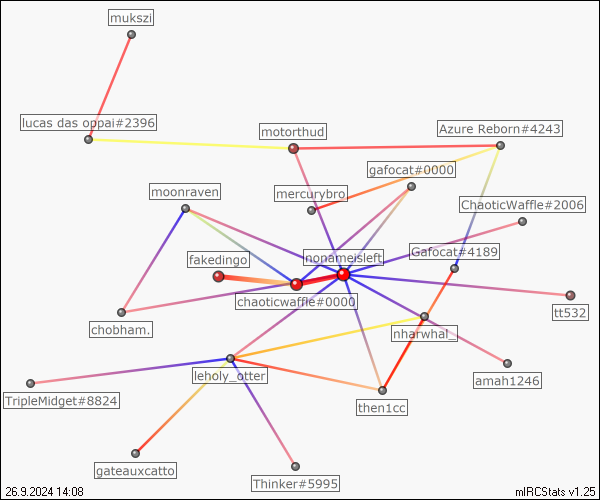 mukszi
lucas das oppai#2396
motorthud
Azure Reborn#4243
gafocat#0000
moonraven
mercurybro
ChaoticWaffle#2006
fakedingo
nonameisleft
Gafocat#4189
chaoticwaffle#0000
tt532
chobham.
nharwhal_
leholy_otter
amah1246
TripleMidget#8824
then1cc
gateauxcatto
Thinker#5995
26.9.2024 14:08
mIRCStats v1.25